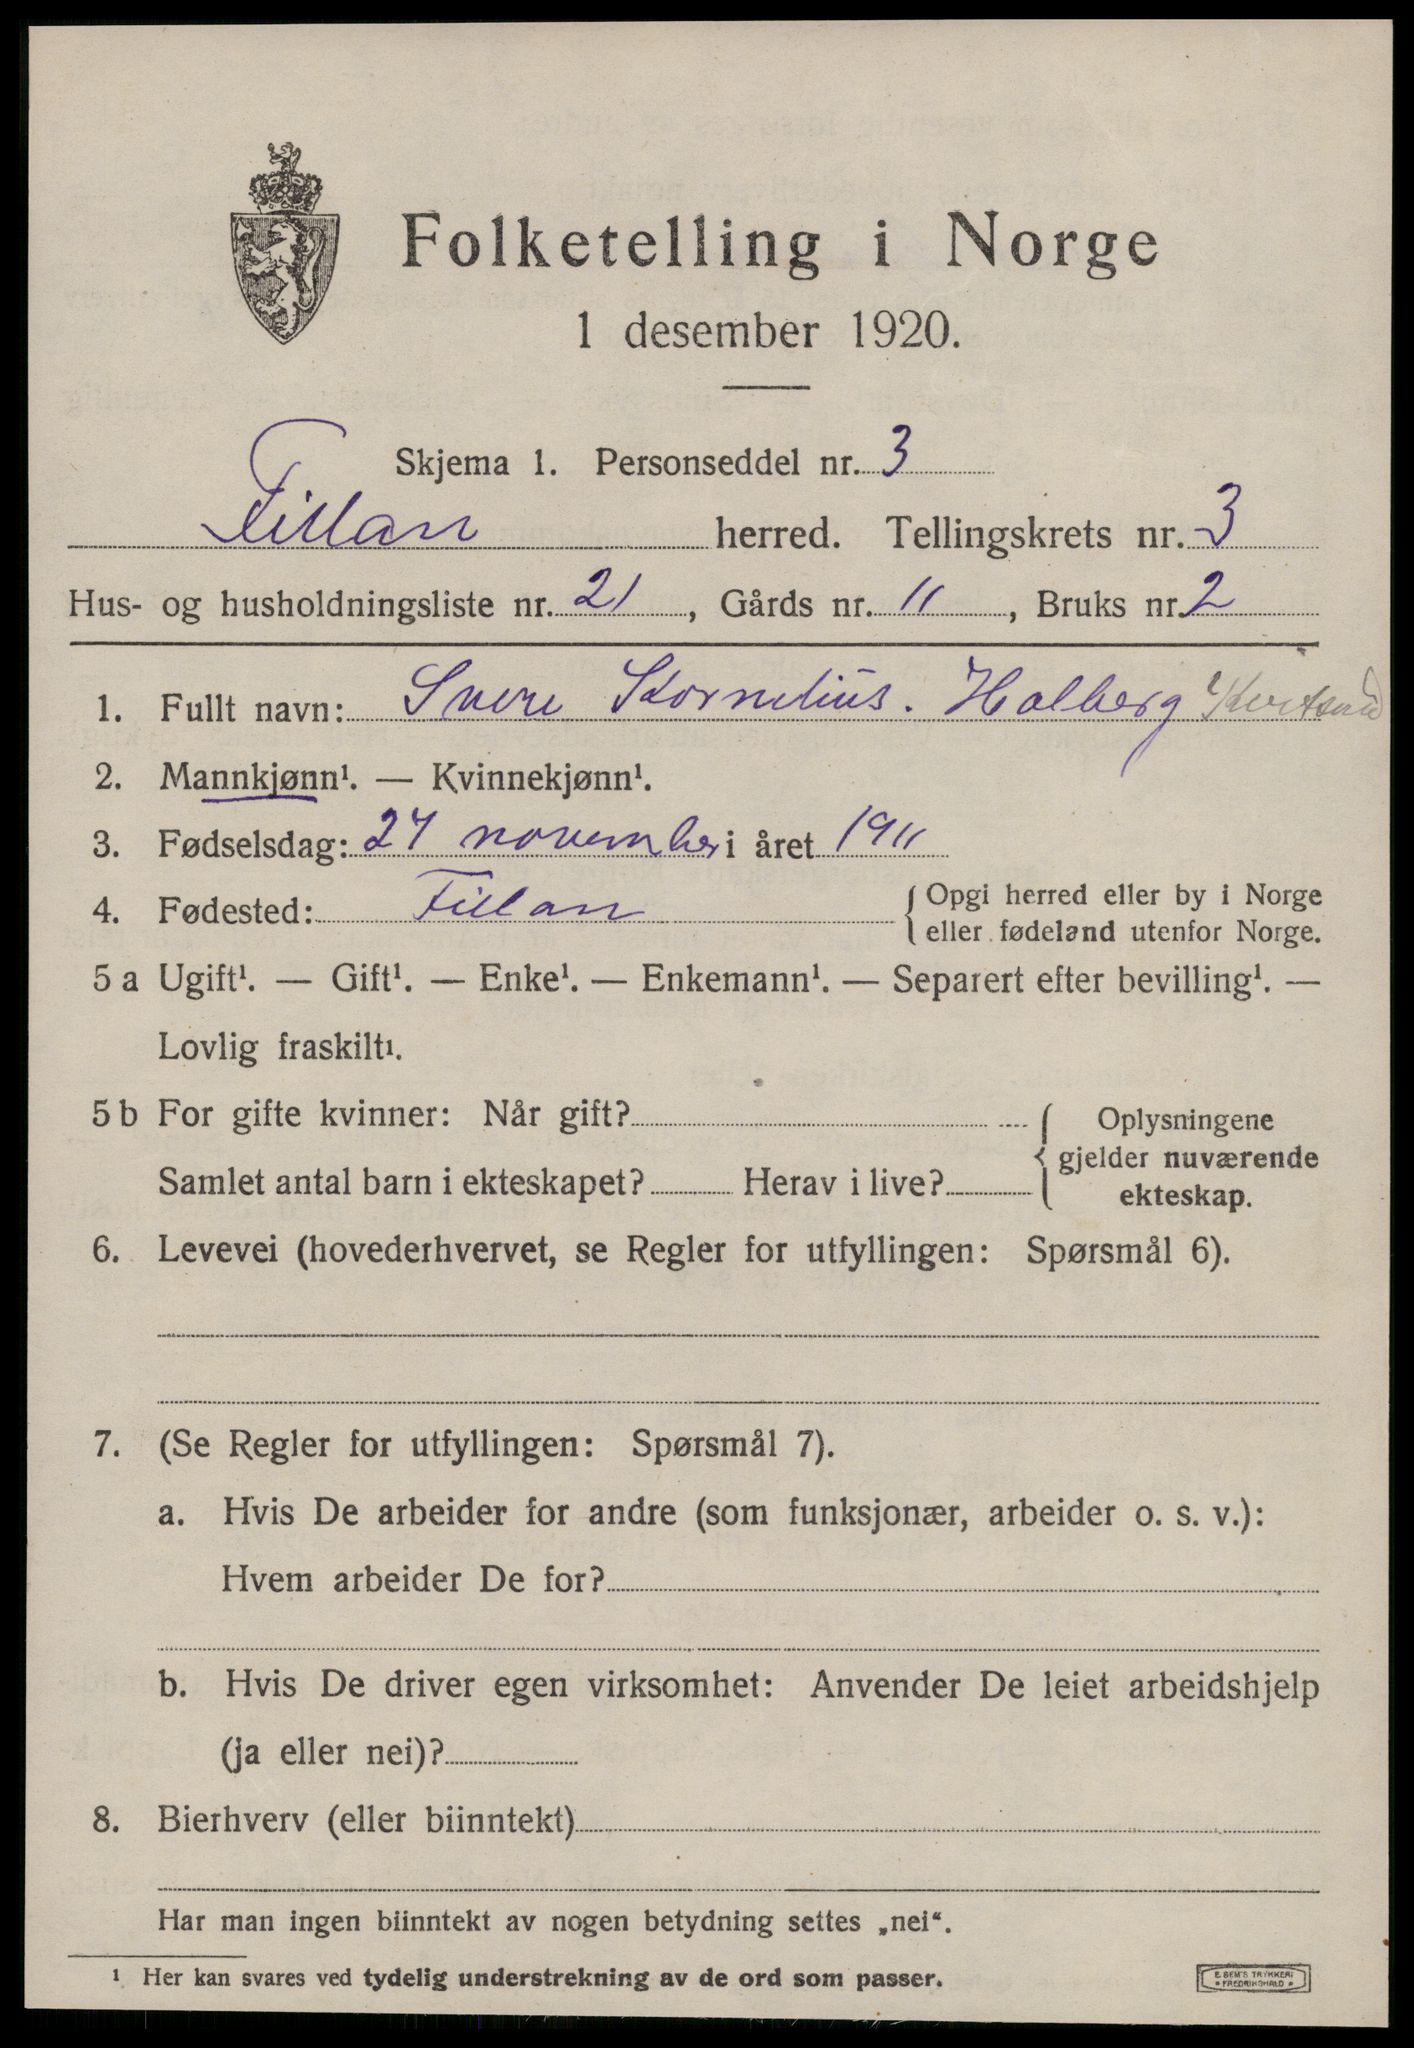 Folketelling i Norge
1 desember 1920.
Skjema 1. Personseddel nr. 3
Fillan herred. Tellingskrets nr. 3
Hus- og husholdningsliste nr. 21, Gårds nr. 11, Bruks nr. 2
1. Fullt navn: Svere Kornelius. Halberg
2. Mannkjønn¹. — Kvinnekjønn¹.
3. Fødselsdag: 27 november i året 1911
4. Fødested: Fillan { Opgi herred eller by i Norge
eller fødeland utenfor Norge.
5 a Ugift¹. — Gift¹. — Enke¹. — Enkemann¹. — Separert efter bevilling¹. —
Lovlig fraskilt¹.
5 b For gifte kvinner: Når gift? { Oplysningene
gjelder nuværende
Samlet antal barn i ekteskapet? Herav i live? ekteskap.
6. Levevei (hovederhvervet, se Regler for utfyllingen: Spørsmål 6).
7. (Se Regler for utfyllingen: Spørsmål 7).
a. Hvis De arbeider for andre (som funksjonær, arbeider o. s. v.):
Hvem arbeider De for?
b. Hvis De driver egen virksomhet: Anvender De leiet arbeidshjelp
(ja eller nei)?
8. Bierhverv (eller biinntekt)
Har man ingen biinntekt av nogen betydning settes „nei“.
¹ Her kan svares ved tydelig understrekning av de ord som passer.
E. SEM'S TRYKKERI
* FREDRIKSHALD *